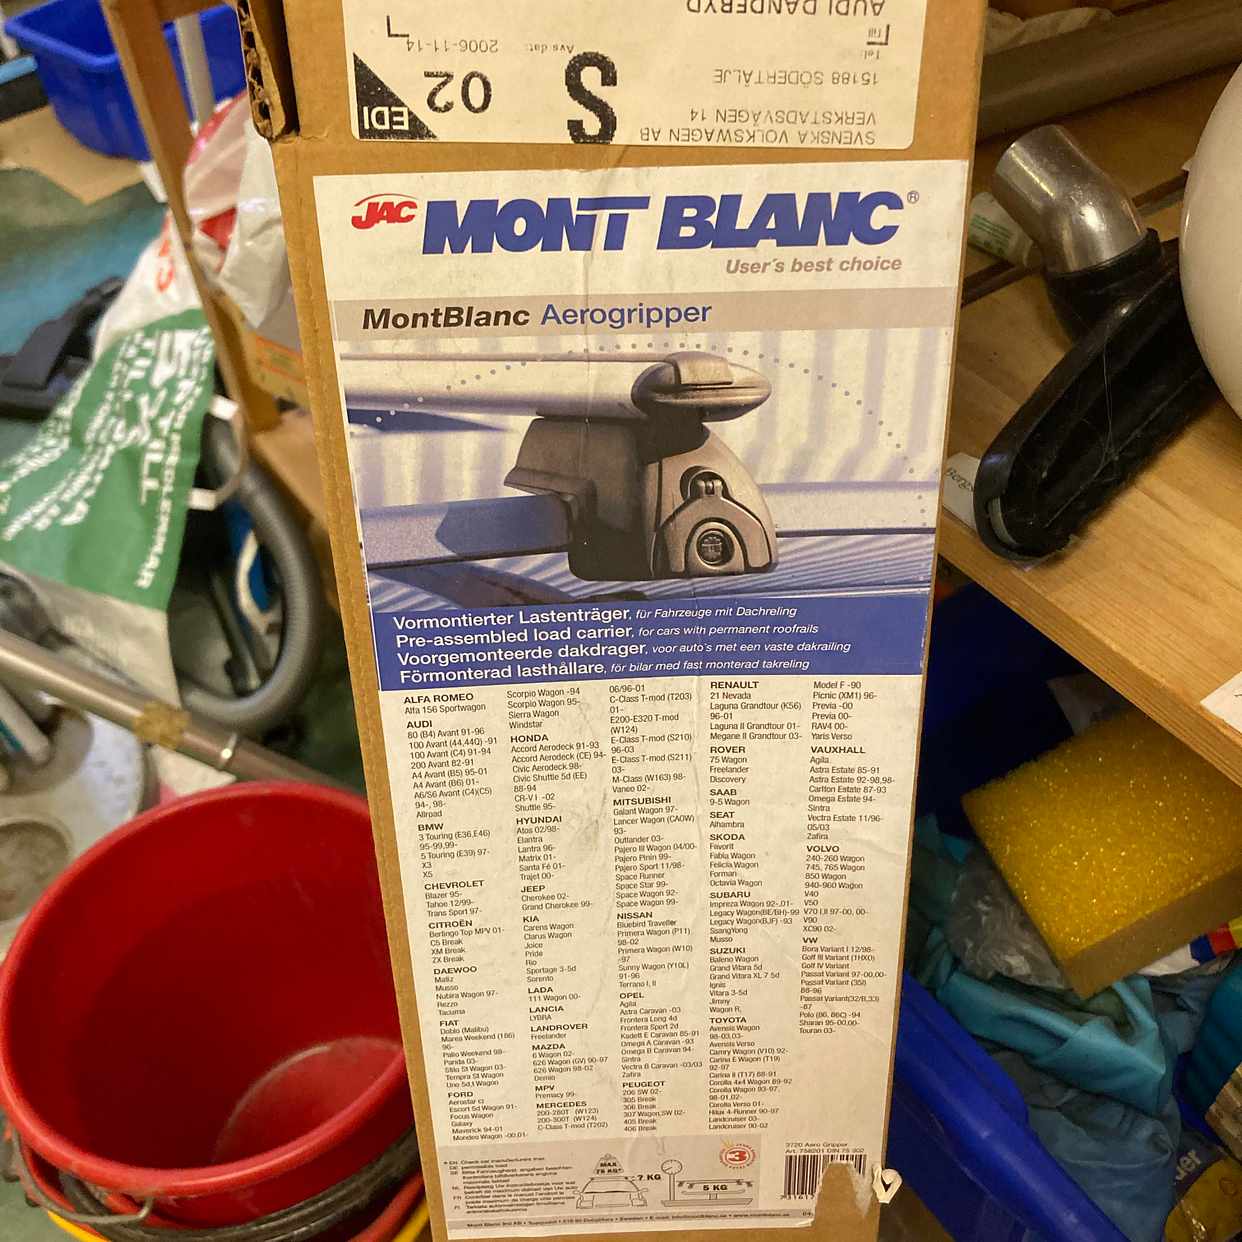 AUDI DANDERYD
Till
Tel:
15188 SÖDERTÄLJE
VERKSTADSVÄGEN 14
SVENSKA VOLKSWAGEN AB
Avs dat:
2006-11-14
S
02
EDI
JAC MONT BLANC®
User´s best choice
MontBlanc Aerogripper
Vormontierter Lastenträger, für Fahrzeuge mit Dachreling
Pre-assembled load carrier, for cars with permanent roofrails
Voorgemonteerde dakdrager, voor auto´s met een vaste dakrailing
Förmonterad lasthållare, för bilar med fast monterad takreling
ALFA ROMEO
Alfa 156 Sportwagon
AUDI
80 (B4) Avant 91-96
100 Avant (44,44Q) -91
100 Avant (C4) 91-94
200 Avant 82-91
A4 Avant (B5) 95-01
A4 Avant (B6) 01-
A6/S6 Avant (C4)(C5)
94-, 98-
Allroad
BMW
3 Touring (E36,E46)
95-99,99-
5 Touring (E39) 97-
X3
X5
CHEVROLET
Blazer 95-
Tahoe 12/99-
Trans Sport 97-
CITROËN
Berlingo Top MPV 01-
C5 Break
XM Break
ZX Break
DAEWOO
Matiz
Musso
Nubira Wagon 97-
Rezzo
Tacuma
FIAT
Doblo (Malibu)
Marea Weekend (186)
96-
Palio Weekend 98-
Panda 03-
Stilo St Wagon 03-
Tempra St Wagon
Uno 5d,t Wagon
FORD
Aerostar
Escort 5d Wagon 91-
Focus Wagon
Galaxy
Maverick 94-01
Mondeo Wagon -00,01-
Scorpio Wagon -94
Scorpio Wagon 95-
Sierra Wagon
Windstar
HONDA
Accord Aerodeck 91-93
Accord Aerodeck (CE) 94-
Civic Aerodeck 98-
Civic Shuttle 5d (EE)
88-94
CR-V I -02
Shuttle 95-
HYUNDAI
Atos 02/98-
Elantra
Lantra 96-
Matrix 01-
Santa Fé 01-
Trajet 00-
JEEP
Cherokee 02-
Grand Cherokee 99-
KIA
Carens Wagon
Clarus Wagon
Joice
Pride
Rio
Sportage 3-5d
Sorento
LADA
111 Wagon 00-
LANCIA
LYBRA
LANDROVER
Freelander
MAZDA
6 Wagon 02-
626 Wagon (GV) 90-97
626 Wagon 98-02
Demio
MPV
Premacy 99-
MERCEDES
200-280T (W123)
200-300T (W124)
C-Class T-mod (T202)
06/96-01
C-Class T-mod (T203)
01-
E200-E320 T-mod
(W124)
E-Class T-mod (S210)
96-03
E-Class T-mod (S211)
03-
M-Class (W163) 98-
Vaneo 02-
MITSUBISHI
Galant Wagon 97-
Lancer Wagon (CA0W)
93-
Outlander 03-
Pajero III Wagon 04/00-
Pajero Pinin 99-
Pajero Sport 11/98-
Space Runner
Space Star 99-
Space Wagon 92-
Space Wagon 99-
NISSAN
Bluebird Traveller
Primera Wagon (P11)
98-02
Primera Wagon (W10)
-97
Sunny Wagon (Y10L)
91-96
Terrano I, II
OPEL
Agila
Astra Caravan -03
Frontera Long 4d
Frontera Sport 2d
Kadett E Caravan 85-91
Omega A Caravan -93
Omega B Caravan 94-
Sintra
Vectra B Caravan -03/03
Zafira
PEUGEOT
206 SW 02-
305 Break
306 Break
307 Wagon,SW 02-
405 Break
406 Break
RENAULT
21 Nevada
Laguna Grandtour (K56)
96-01
Laguna II Grandtour 01-
Megane II Grandtour 03-
ROVER
75 Wagon
Freelander
Discovery
SAAB
9-5 Wagon
SEAT
Alhambra
SKODA
Favorit
Fabia Wagon
Felicia Wagon
Forman
Octavia Wagon
SUBARU
Impreza Wagon 92-,01-
Legacy Wagon(BE/BH)-99
Legacy Wagon(BJF) -93
SsangYong
Musso
SUZUKI
Baleno Wagon
Grand Vitara 5d
Grand Vitara XL 7 5d
Ignis
Vitara 3-5d
Jimny
Wagon R.
TOYOTA
Avensis Wagon
98-03,03-
Avensis Verso
Camry Wagon (V10) 92-
Carina E Wagon (T19)
92-97
Carina II (T17) 88-91
Corolla 4x4 Wagon 89-92
Corolla Wagon 93-97,
98-01,02-
Corolla Verso 01-
Hilux 4-Runner 90-97
Landcruiser 03-
Landcruiser 90-02
Model F -90
Picnic (XM1) 96-
Previa -00
Previa 00-
RAV4 00-
Yaris Verso
VAUXHALL
Agila
Astra Estate 85-91
Astra Estate 92-98,98-
Carlton Estate 87-93
Omega Estate 94-
Sintra
Vectra Estate 11/96-
05/03
Zafira
VOLVO
240-260 Wagon
745, 765 Wagon
850 Wagon
940-960 Wagon
V40
V50
V70 I,II 97-00, 00-
V90
XC90 02-
VW
Bora Variant I 12/98-
Golf III Variant (1HX0)
Golf IV Variant
Passat Variant 97-00,00-
Passat Variant (35I)
88-96
Passat Variant(32/B,33)
-87
Polo (86, 86C) -94
Sharan 95-00,00-
Touran 03-
MAX
75 KG*
? KG
5 KG
3
3720 Aero Gripper
Art. 756201 DIN 75 302